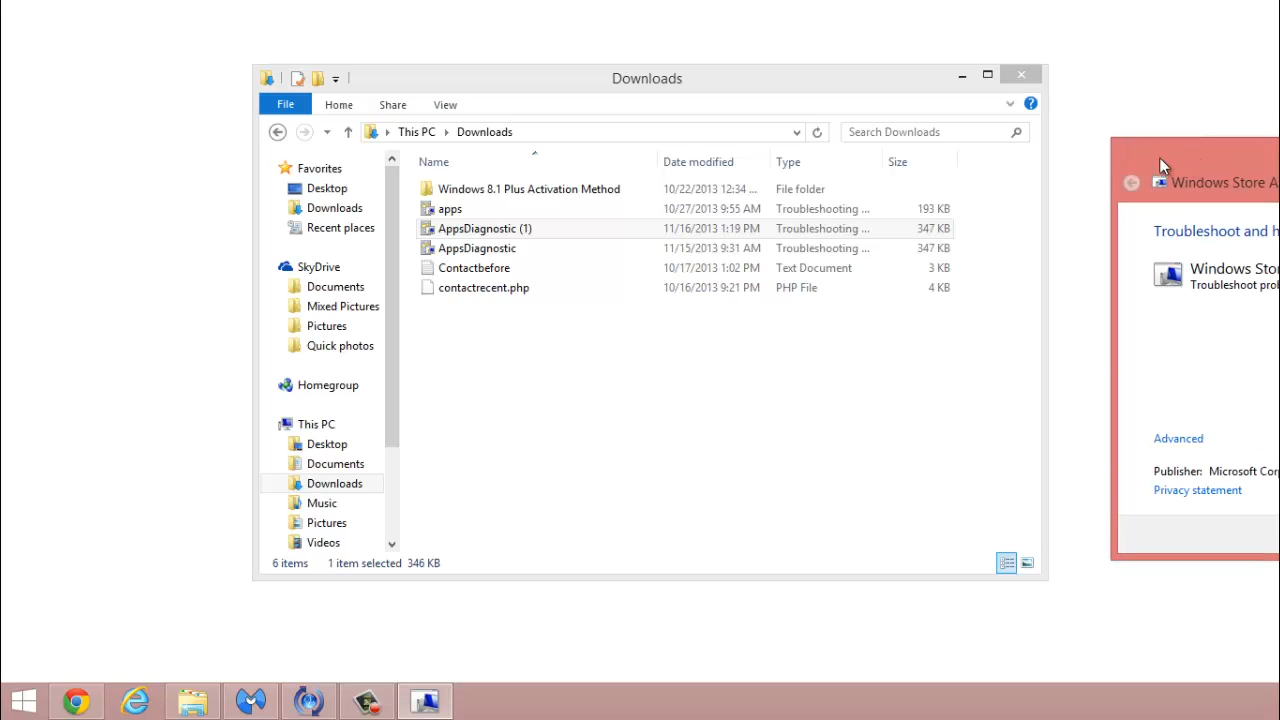 Downloads
File Home Share View
This PC Downloads
Search Downloads
Name Date modified Type Size
Windows 8.1 Plus Activation Method 10/22/2013 12:34 ... File folder
apps 10/27/2013 9:55 AM Troubleshooting ... 193 KB
AppsDiagnostic (1) 11/16/2013 1:19 PM Troubleshooting ... 347 KB
AppsDiagnostic 11/15/2013 9:31 AM Troubleshooting ... 347 KB
Contactbefore 10/17/2013 1:02 PM Text Document 3 KB
contactrecent.php 10/16/2013 9:21 PM PHP File 4 KB
Favorites
Desktop
Downloads
Recent places
SkyDrive
Documents
Mixed Pictures
Pictures
Quick photos
Homegroup
This PC
Desktop
Documents
Downloads
Music
Pictures
Videos
6 items 1 item selected 346 KB
Windows Store A
Troubleshoot and h
Windows Sto
Troubleshoot pro
Advanced
Publisher: Microsoft Cor
Privacy statement